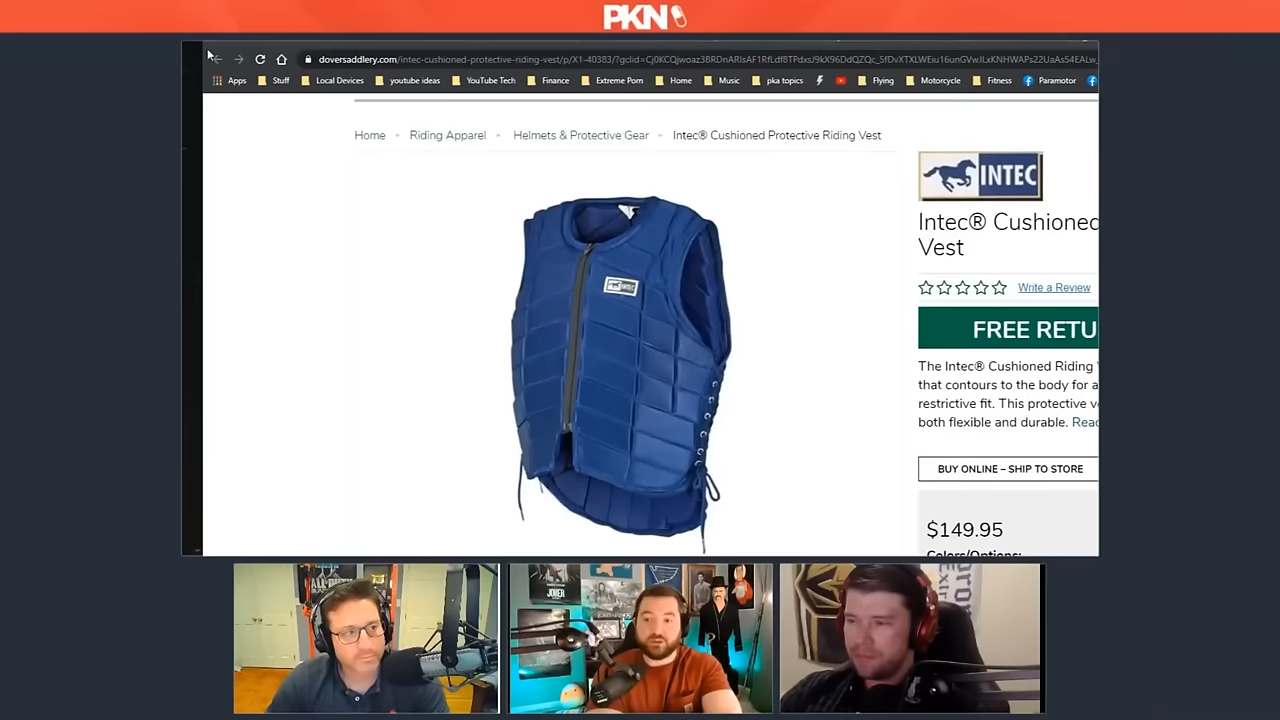 PKN
doversaddlery.com/intec-cushioned-protective-riding-vest/p/X1-40383/?gclid=
Apps Stuff Local Devices youtube ideas YouTube Tech Finance Extreme Porn Home Music pka topics Flying Motorcycle Fitness Paramotor
Home Riding Apparel Helmets & Protective Gear Intec® Cushioned Protective Riding Vest
INTEC
Intec® Cushioned
Vest
Write a Review
FREE RETU
The Intec® Cushioned Riding
that contours to the body for a
restrictive fit. This protective v
both flexible and durable. Read
BUY ONLINE – SHIP TO STORE
$149.95
Colors/Options:
INTEC
JOKER